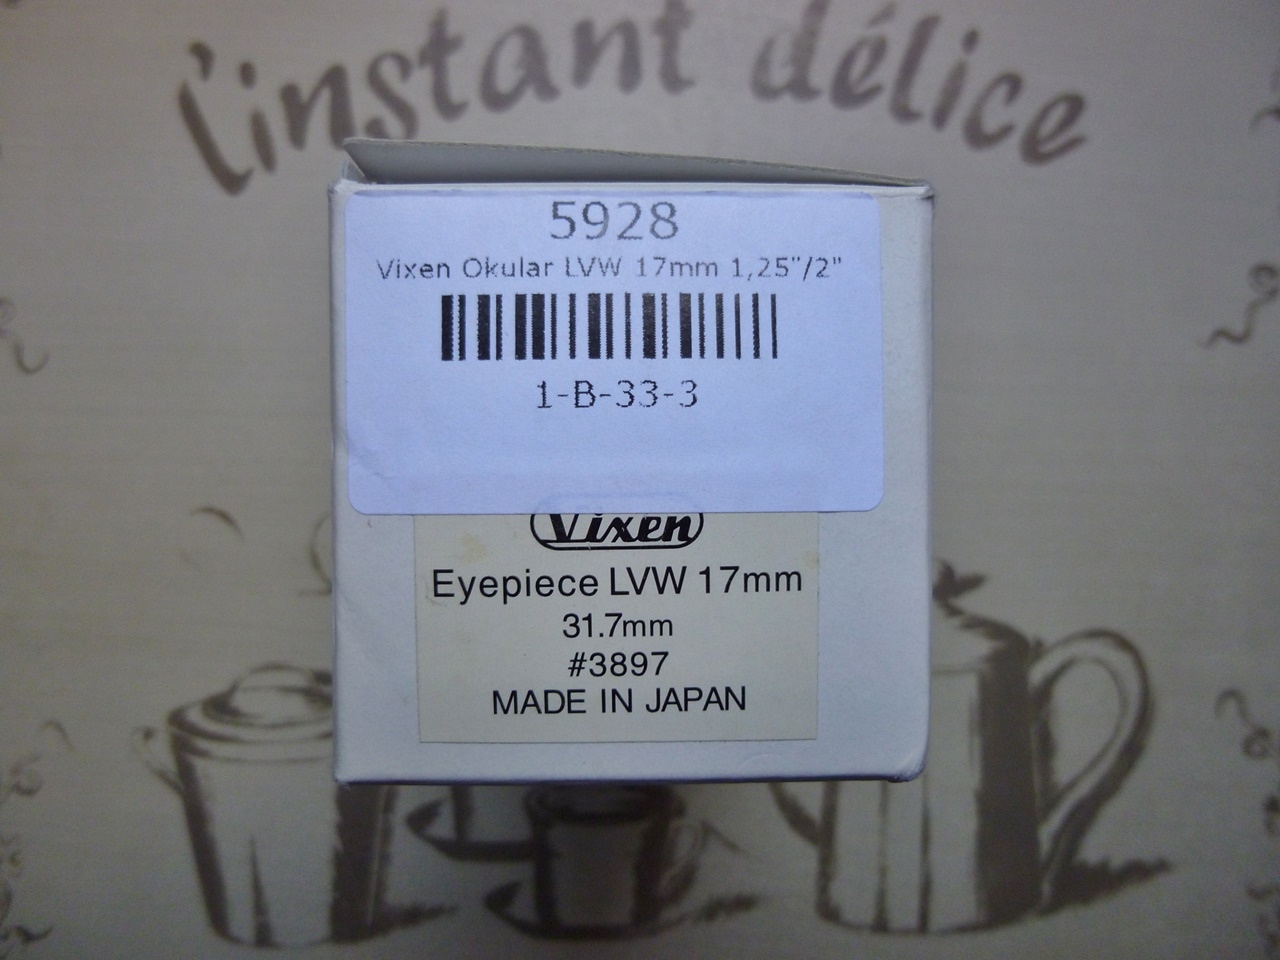 l'instant délice
5928
Vixen Okular LVW 17mm 1,25"/2"
1-B-33-3
Vixen
Eyepiece LVW 17mm
31.7mm
#3897
MADE IN JAPAN